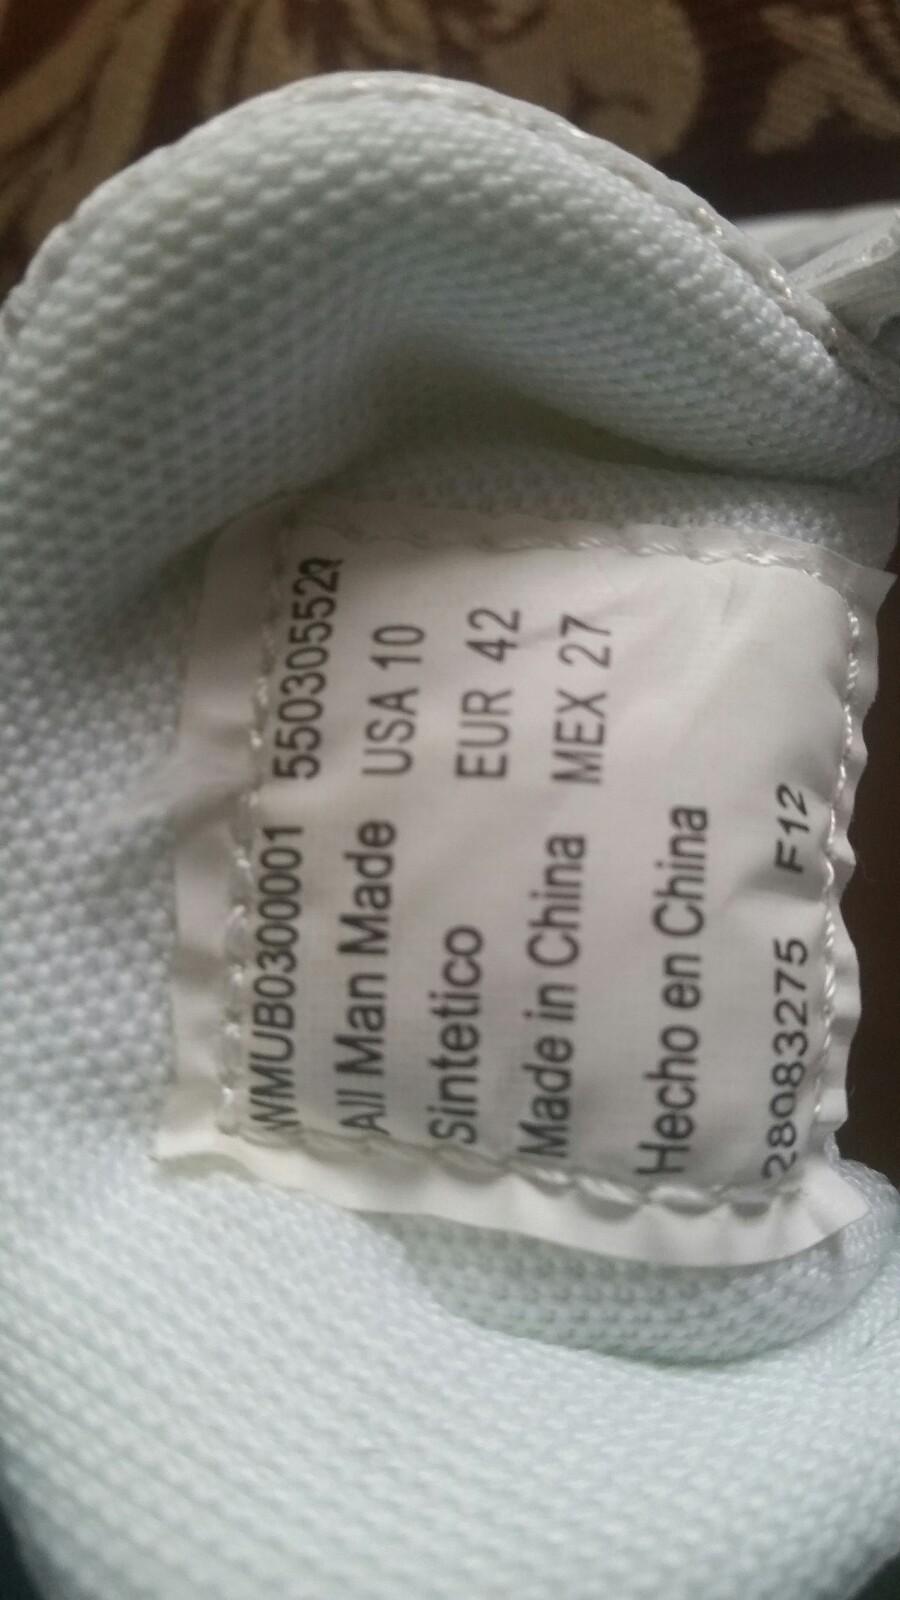 WMUB030001 55030552
All Man Made USA 10
Sintetico EUR 42
Made in China MEX 27
Hecho en China
28083275 F12